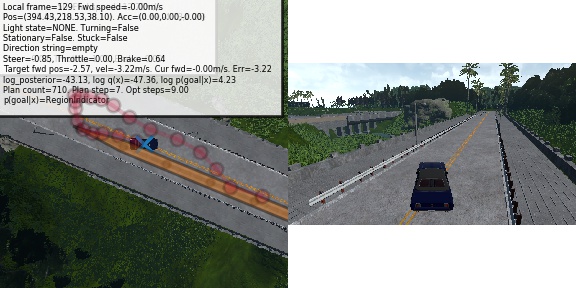 Local frame=129. Fwd speed=-0.00m/s
Pos=(394.43,218.53,38.10). Acc=(0.00,0.00,-0.00)
Light state=NONE. Turning=False
Stationary=False. Stuck=False
Direction string=empty
Steer=-0.85, Throttle=0.00, Brake=0.64
Target fwd pos=-2.57, vel=-3.22m/s. Cur fwd=-0.00m/s. Err=-3.22
log_posterior=-43.13, log q(x)=-47.36, log p(goal|x)=4.23
Plan count=710, Plan step=7. Opt steps=9.00
p(goal|x)=RegionIndicator